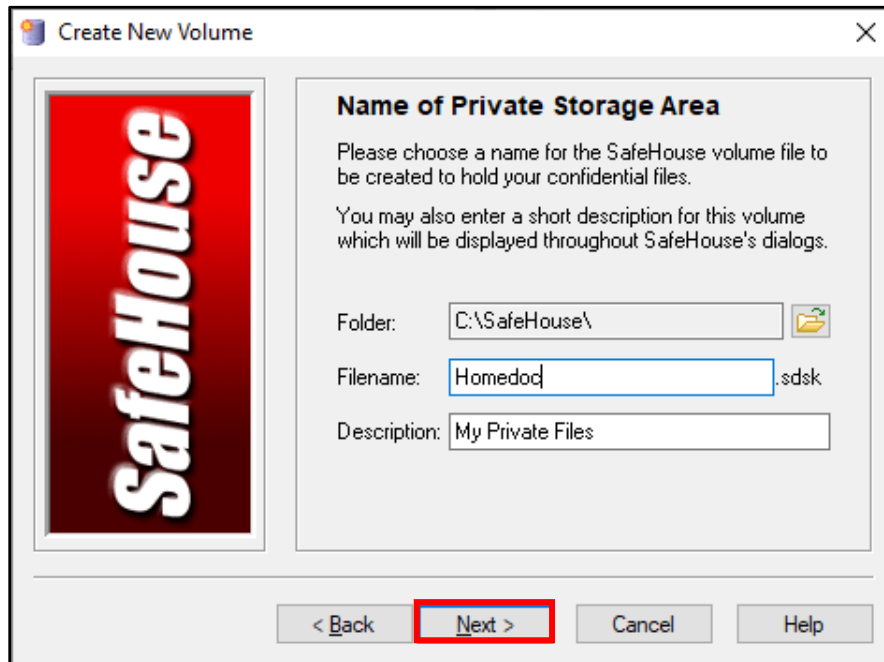 Create New Volume
SafeHouse
Name of Private Storage Area
Please choose a name for the SafeHouse volume file to
be created to hold your confidential files.
You may also enter a short description for this volume
which will be displayed throughout SafeHouse's dialogs.
Folder: C:\SafeHouse\
Filename: Homedoc .sdsk
Description: My Private Files
< Back Next > Cancel Help